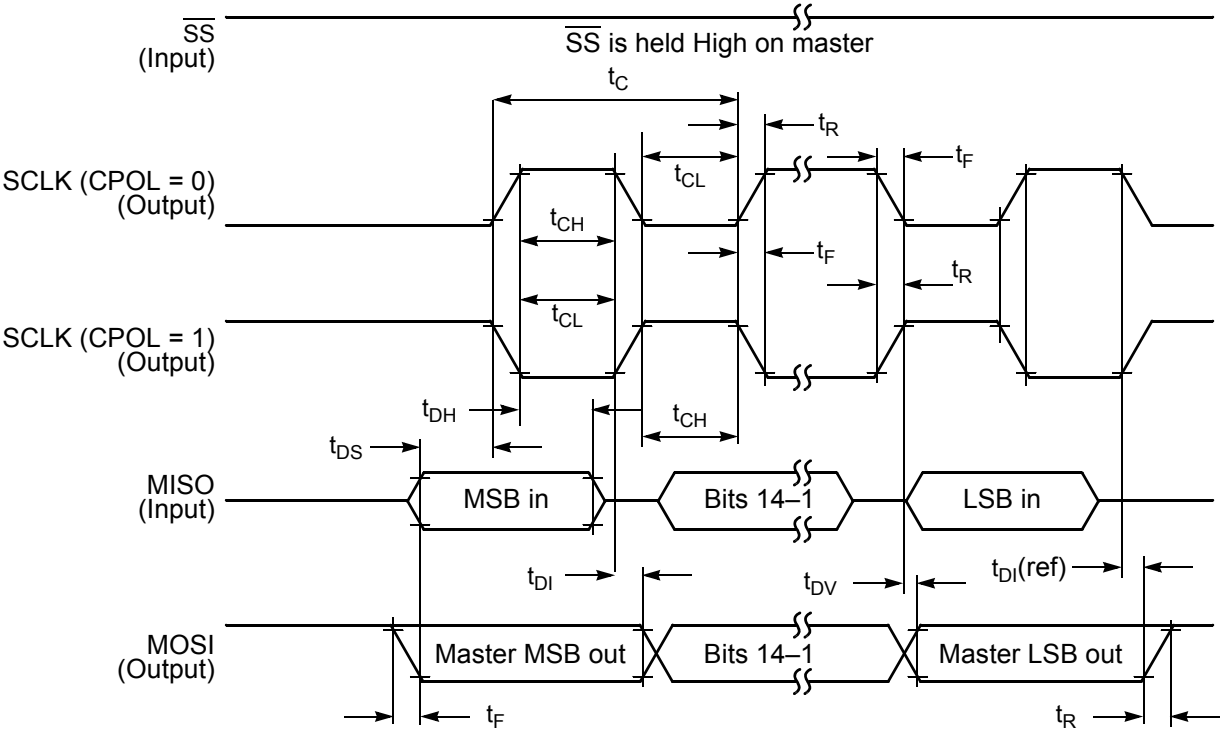 SS
(Input)
SS is held High on master
tC
tR
tF
tCL
SCLK (CPOL = 0)
(Output)
tCH
tF
tR
tCL
SCLK (CPOL = 1)
(Output)
tDH
tCH
tDS
MISO
(Input)
MSB in
Bits 14–1
LSB in
tDI
tDV
tDI(ref)
MOSI
(Output)
Master MSB out
Bits 14–1
Master LSB out
tF
tR